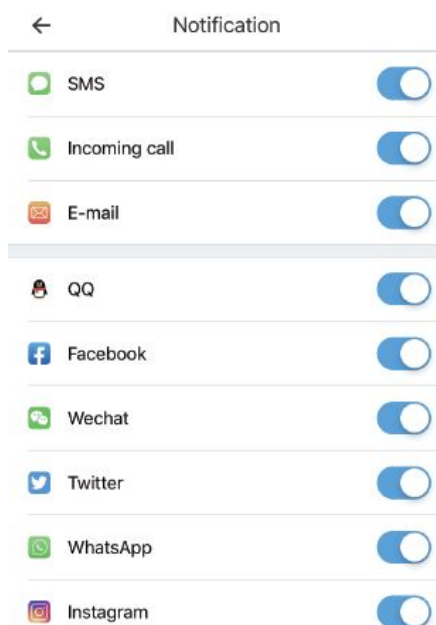 Notification
SMS
Incoming call
E-mail
QQ
Facebook
Wechat
Twitter
WhatsApp
Instagram